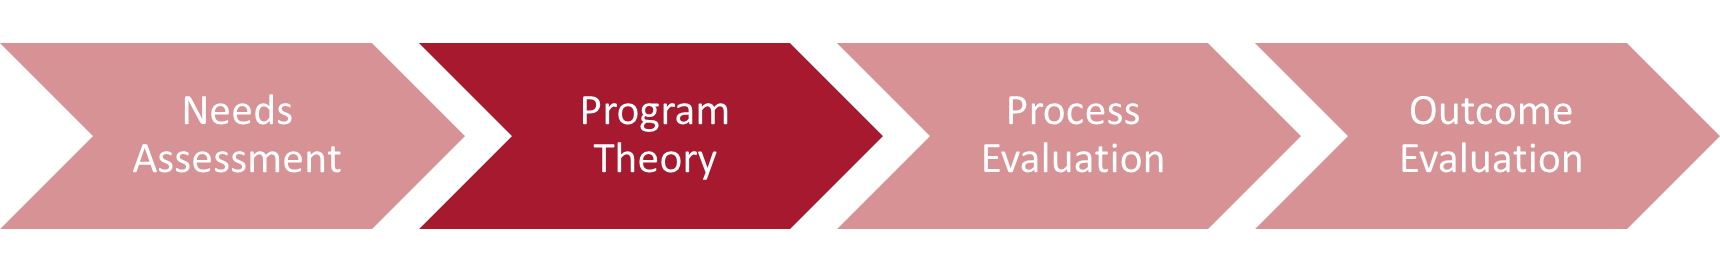 Needs
Assessment
Program
Theory
Process
Evaluation
Outcome
Evaluation